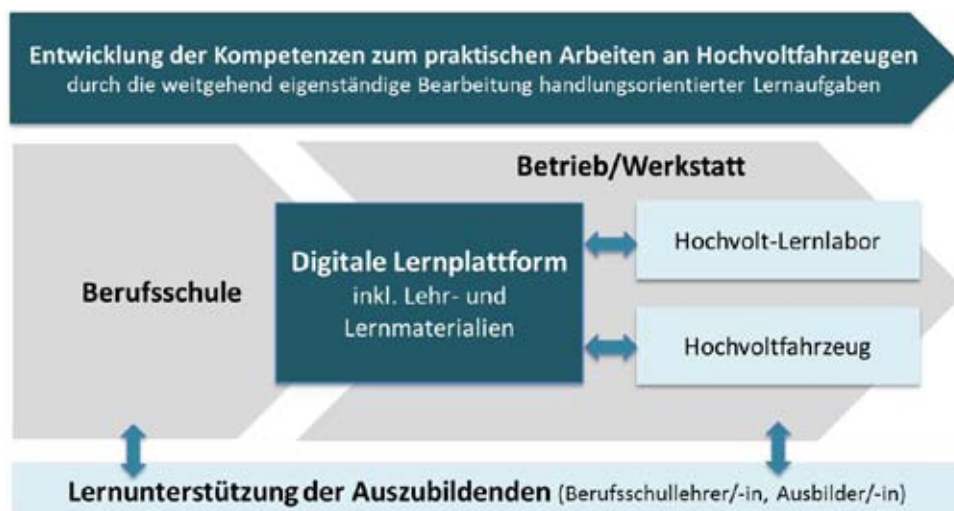 Entwicklung der Kompetenzen zum praktischen Arbeiten an Hochvoltfahrzeugen
durch die weitgehend eigenständige Bearbeitung handlungsorientierter Lernaufgaben
Betrieb/Werkstatt
Berufsschule
Digitale Lernplattform
inkl. Lehr- und
Lernmaterialien
Hochvolt-Lernlabor
Hochvoltfahrzeug
Lernunterstützung der Auszubildenden (Berufsschullehrer/-in, Ausbilder/-in)